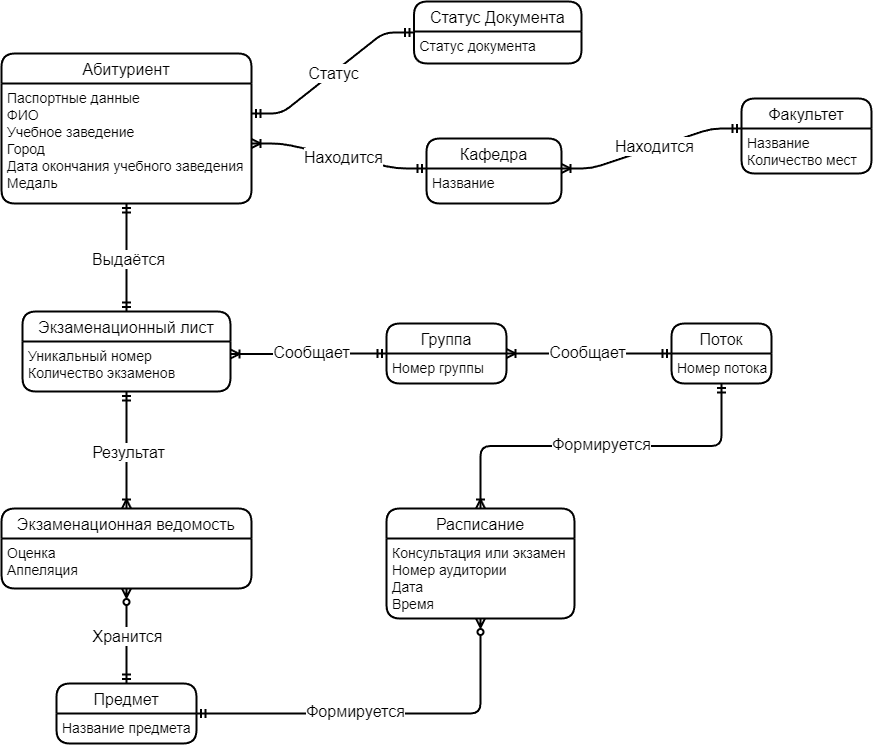 Статус Документа
Статус документа
Статус
Абитуриент
Паспортные данные
ФИО
Учебное заведение
Город
Дата окончания учебного заведения
Медаль
Находится
Кафедра
Название
Находится
Факультет
Название
Количество мест
Выдаётся
Экзаменационный лист
Уникальный номер
Количество экзаменов
Сообщает
Группа
Номер группы
Сообщает
Поток
Номер потока
Результат
Формируется
Экзаменационная ведомость
Оценка
Аппеляция
Расписание
Консультация или экзамен
Номер аудитории
Дата
Время
Хранится
Предмет
Название предмета
Формируется